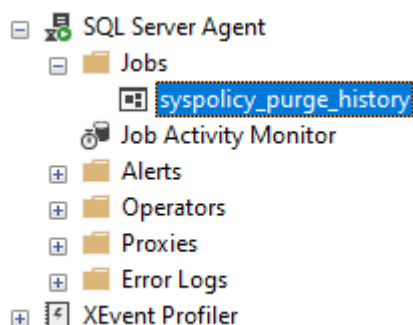 SQL Server Agent
Jobs
syspolicy_purge_history
Job Activity Monitor
Alerts
Operators
Proxies
Error Logs
XEvent Profiler